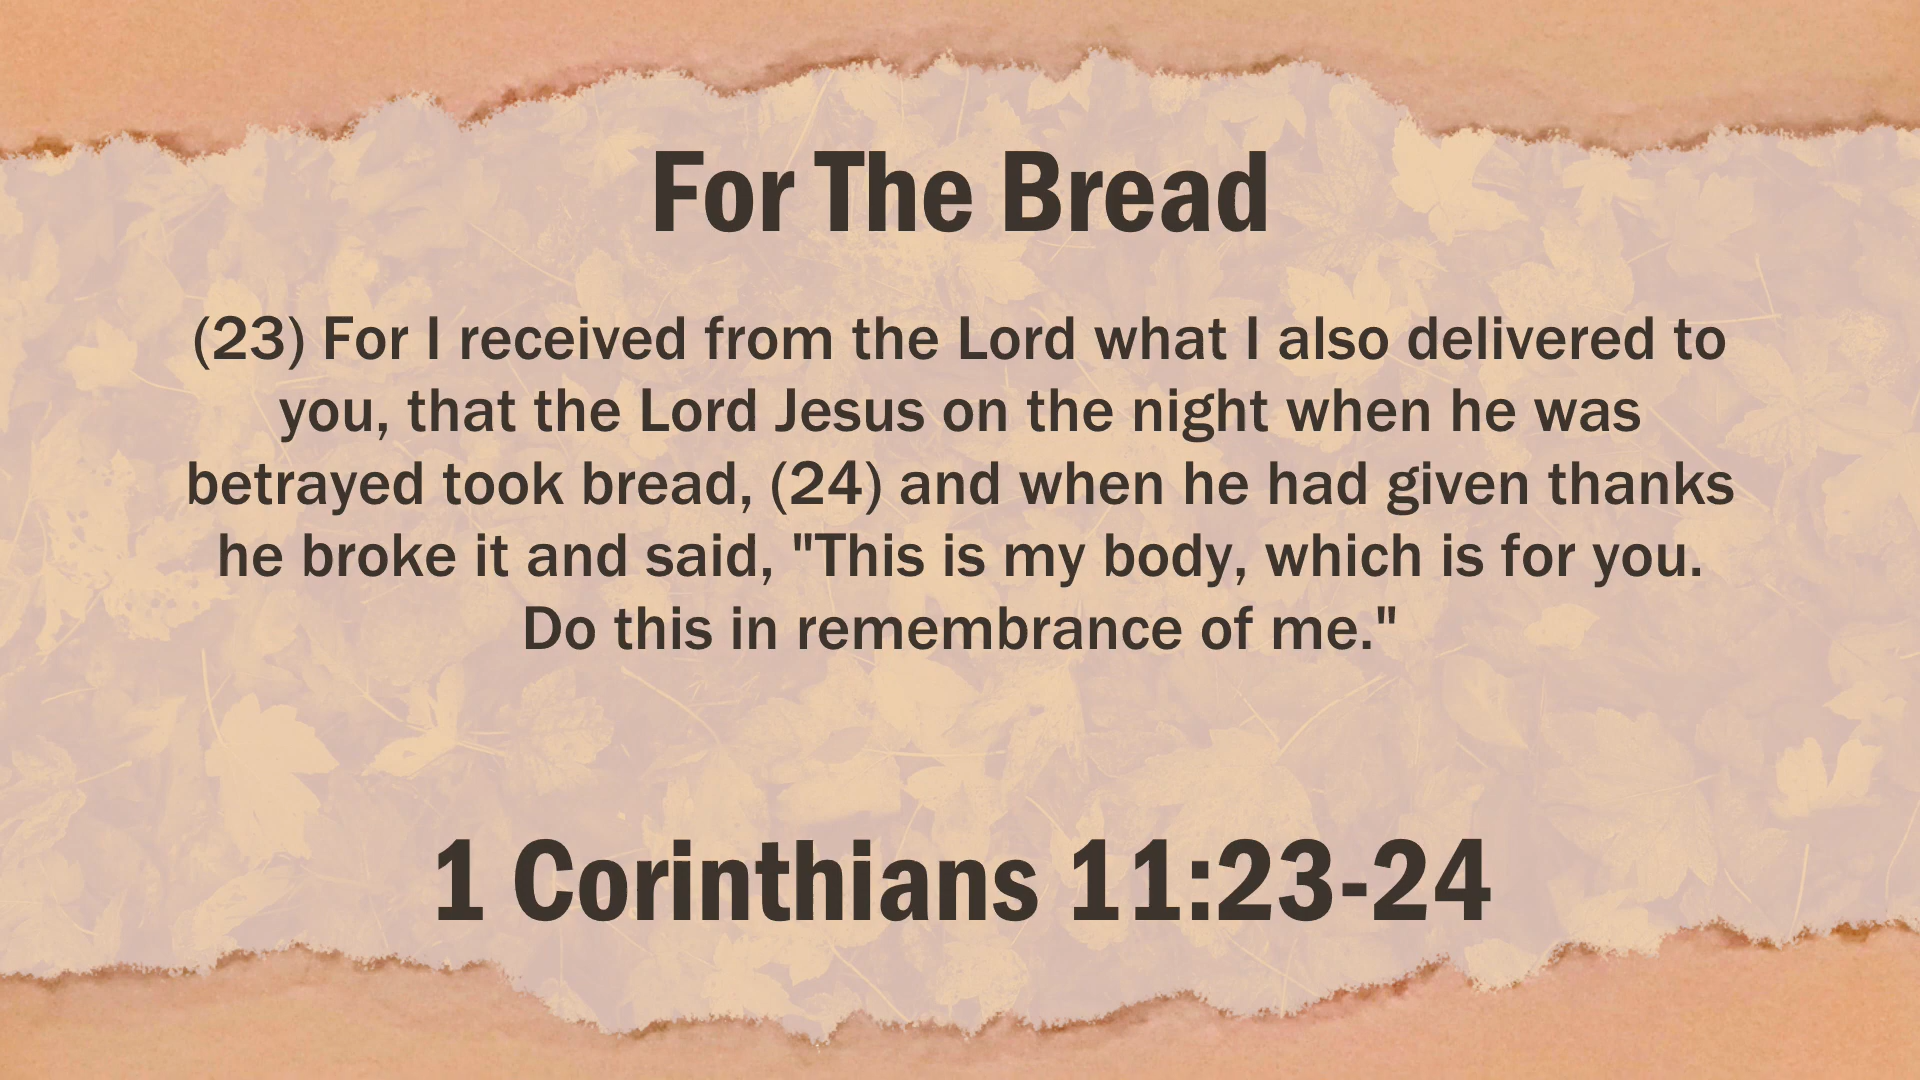 For The Bread
(23) For I received from the Lord what I also delivered to
you, that the Lord Jesus on the night when he was
betrayed took bread, (24) and when he had given thanks
he broke it and said, "This is my body, which is for you.
Do this in remembrance of me."
1 Corinthians 11:23-24